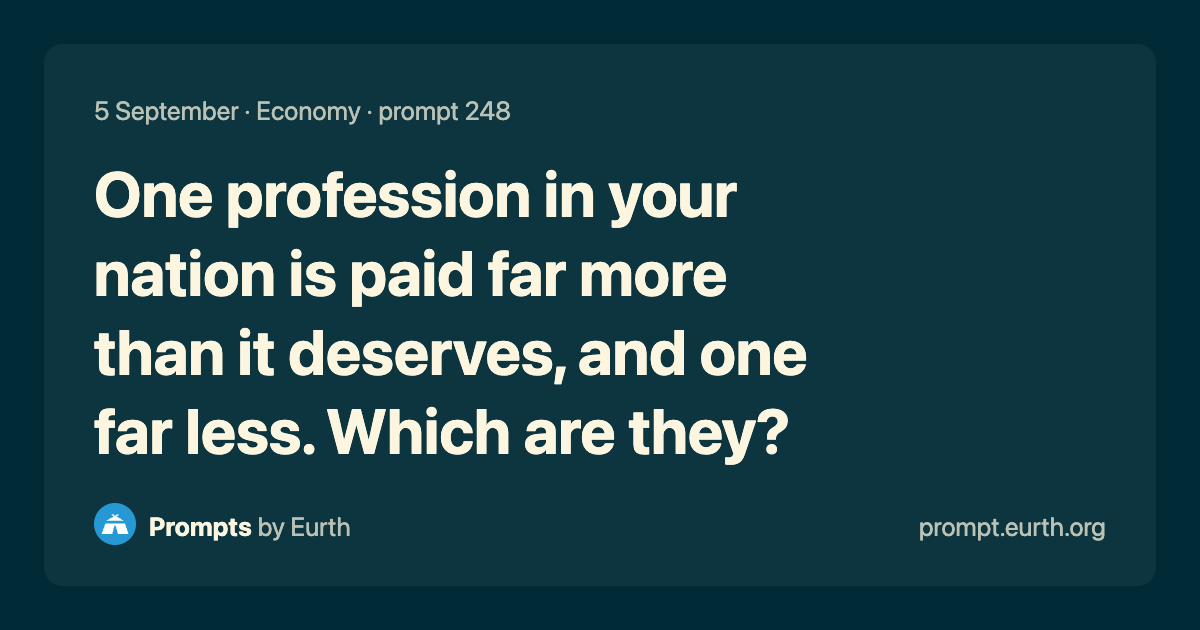 5 September · Economy · prompt 248
One profession in your
nation is paid far more
than it deserves, and one
far less. Which are they?
Prompts by Eurth
prompt.eurth.org